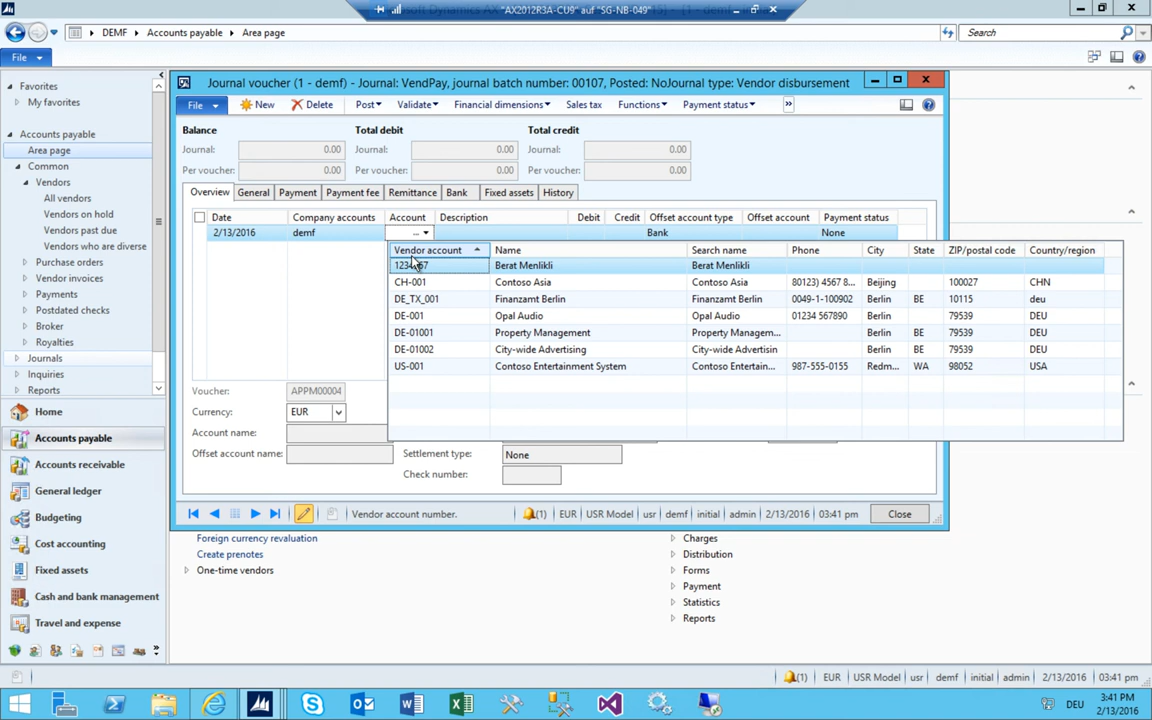 "AX2012R3A-CU9" auf "SG-NB-049"
DEMF
Accounts payable
Area page
Search
File
Favorites
My favorites
Accounts payable
Area page
Common
Vendors
All vendors
Vendors on hold
Vendors past due
Vendors who are diverse
Purchase orders
Vendor invoices
Payments
Postdated checks
Broker
Royalties
Journals
Inquiries
Reports
Home
Accounts payable
Accounts receivable
General ledger
Budgeting
Cost accounting
Fixed assets
Cash and bank management
Travel and expense
Journal voucher (1 - demf) - Journal: VendPay, journal batch number: 00107, Posted: NoJournal type: Vendor disbursement
File New Delete Post Validate Financial dimensions Sales tax Functions Payment status
Balance Total debit Total credit
Journal: 0.00 Journal: 0.00 Journal: 0.00
Per voucher: 0.00 Per voucher: 0.00 Per voucher: 0.00
Overview General Payment Payment fee Remittance Bank Fixed assets History
Date Company accounts Account Description Debit Credit Offset account type Offset account Payment status
2/13/2016 demf ... Bank None
Vendor account Name Search name Phone City State ZIP/postal code Country/region
Berat Menlikli Berat Menlikli
CH-001 Contoso Asia Contoso Asia 80123) 4567 8... Beijing 100027 CHN
DE_TX_001 Finanzamt Berlin Finanzamt Berlin 0049-1-100902 Berlin BE 10115 deu
DE-001 Opal Audio Opal Audio 01234 567890 Berlin 79539 DEU
DE-01001 Property Management Property Managem... Berlin BE 79539 DEU
DE-01002 City-wide Advertising City-wide Advertisin Berlin BE 79539 DEU
US-001 Contoso Entertainment System Contoso Entertain... 987-555-0155 Redm... WA 98052 USA
Voucher: APPM00004
Currency: EUR
Account name:
Offset account name: Settlement type: None
Check number:
Vendor account number. (1) EUR USR Model usr demf initial admin 2/13/2016 03:41 pm Close
Foreign currency revaluation
Create prenotes
One-time vendors
Charges
Distribution
Forms
Payment
Statistics
Reports
(1) EUR USR Model usr demf initial admin 2/13/2016 03:41 pm
DEU
3:41 PM
2/13/2016